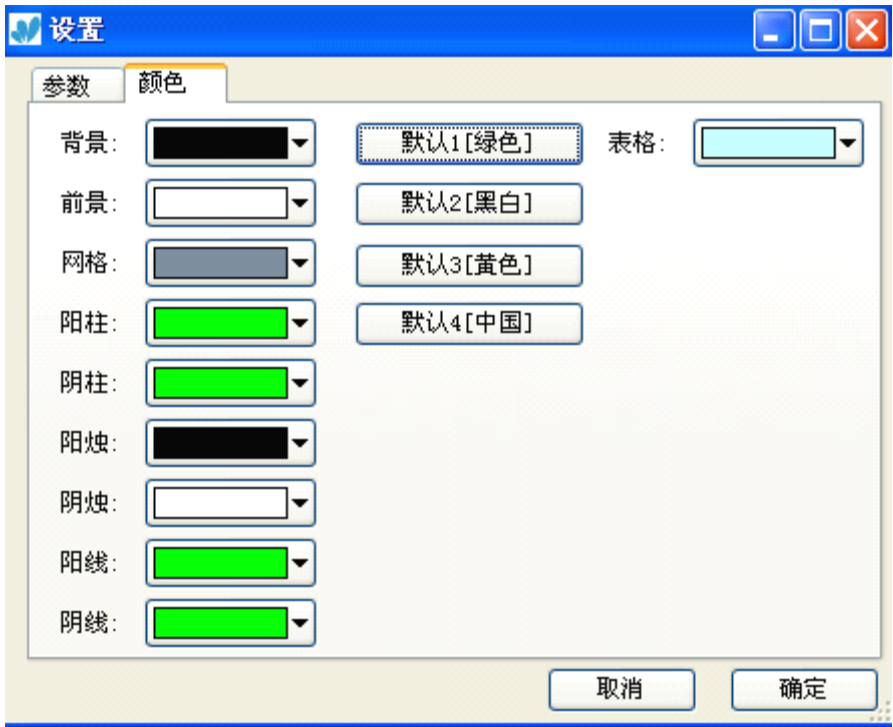 设置
参数 颜色
背景: 默认1[绿色] 表格:
前景: 默认2[黑白]
网格: 默认3[黄色]
阳柱: 默认4[中国]
阴柱:
阳烛:
阴烛:
阳线:
阴线:
取消 确定